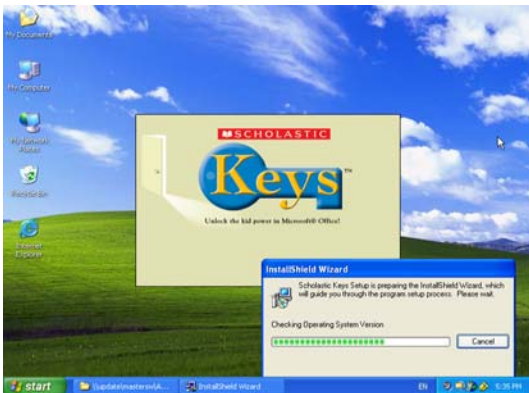 My Documents
My Computer
My Network
Places
Recycle Bin
Internet
Explorer
SCHOLASTIC
Keys™
Unlock the kid power in Microsoft® Office!
InstallShield Wizard
Scholastic Keys Setup is preparing the InstallShield Wizard, which
will guide you through the program setup process. Please wait.
Checking Operating System Version
Cancel
start
InstallShield Wizard
EN
5:35 PM